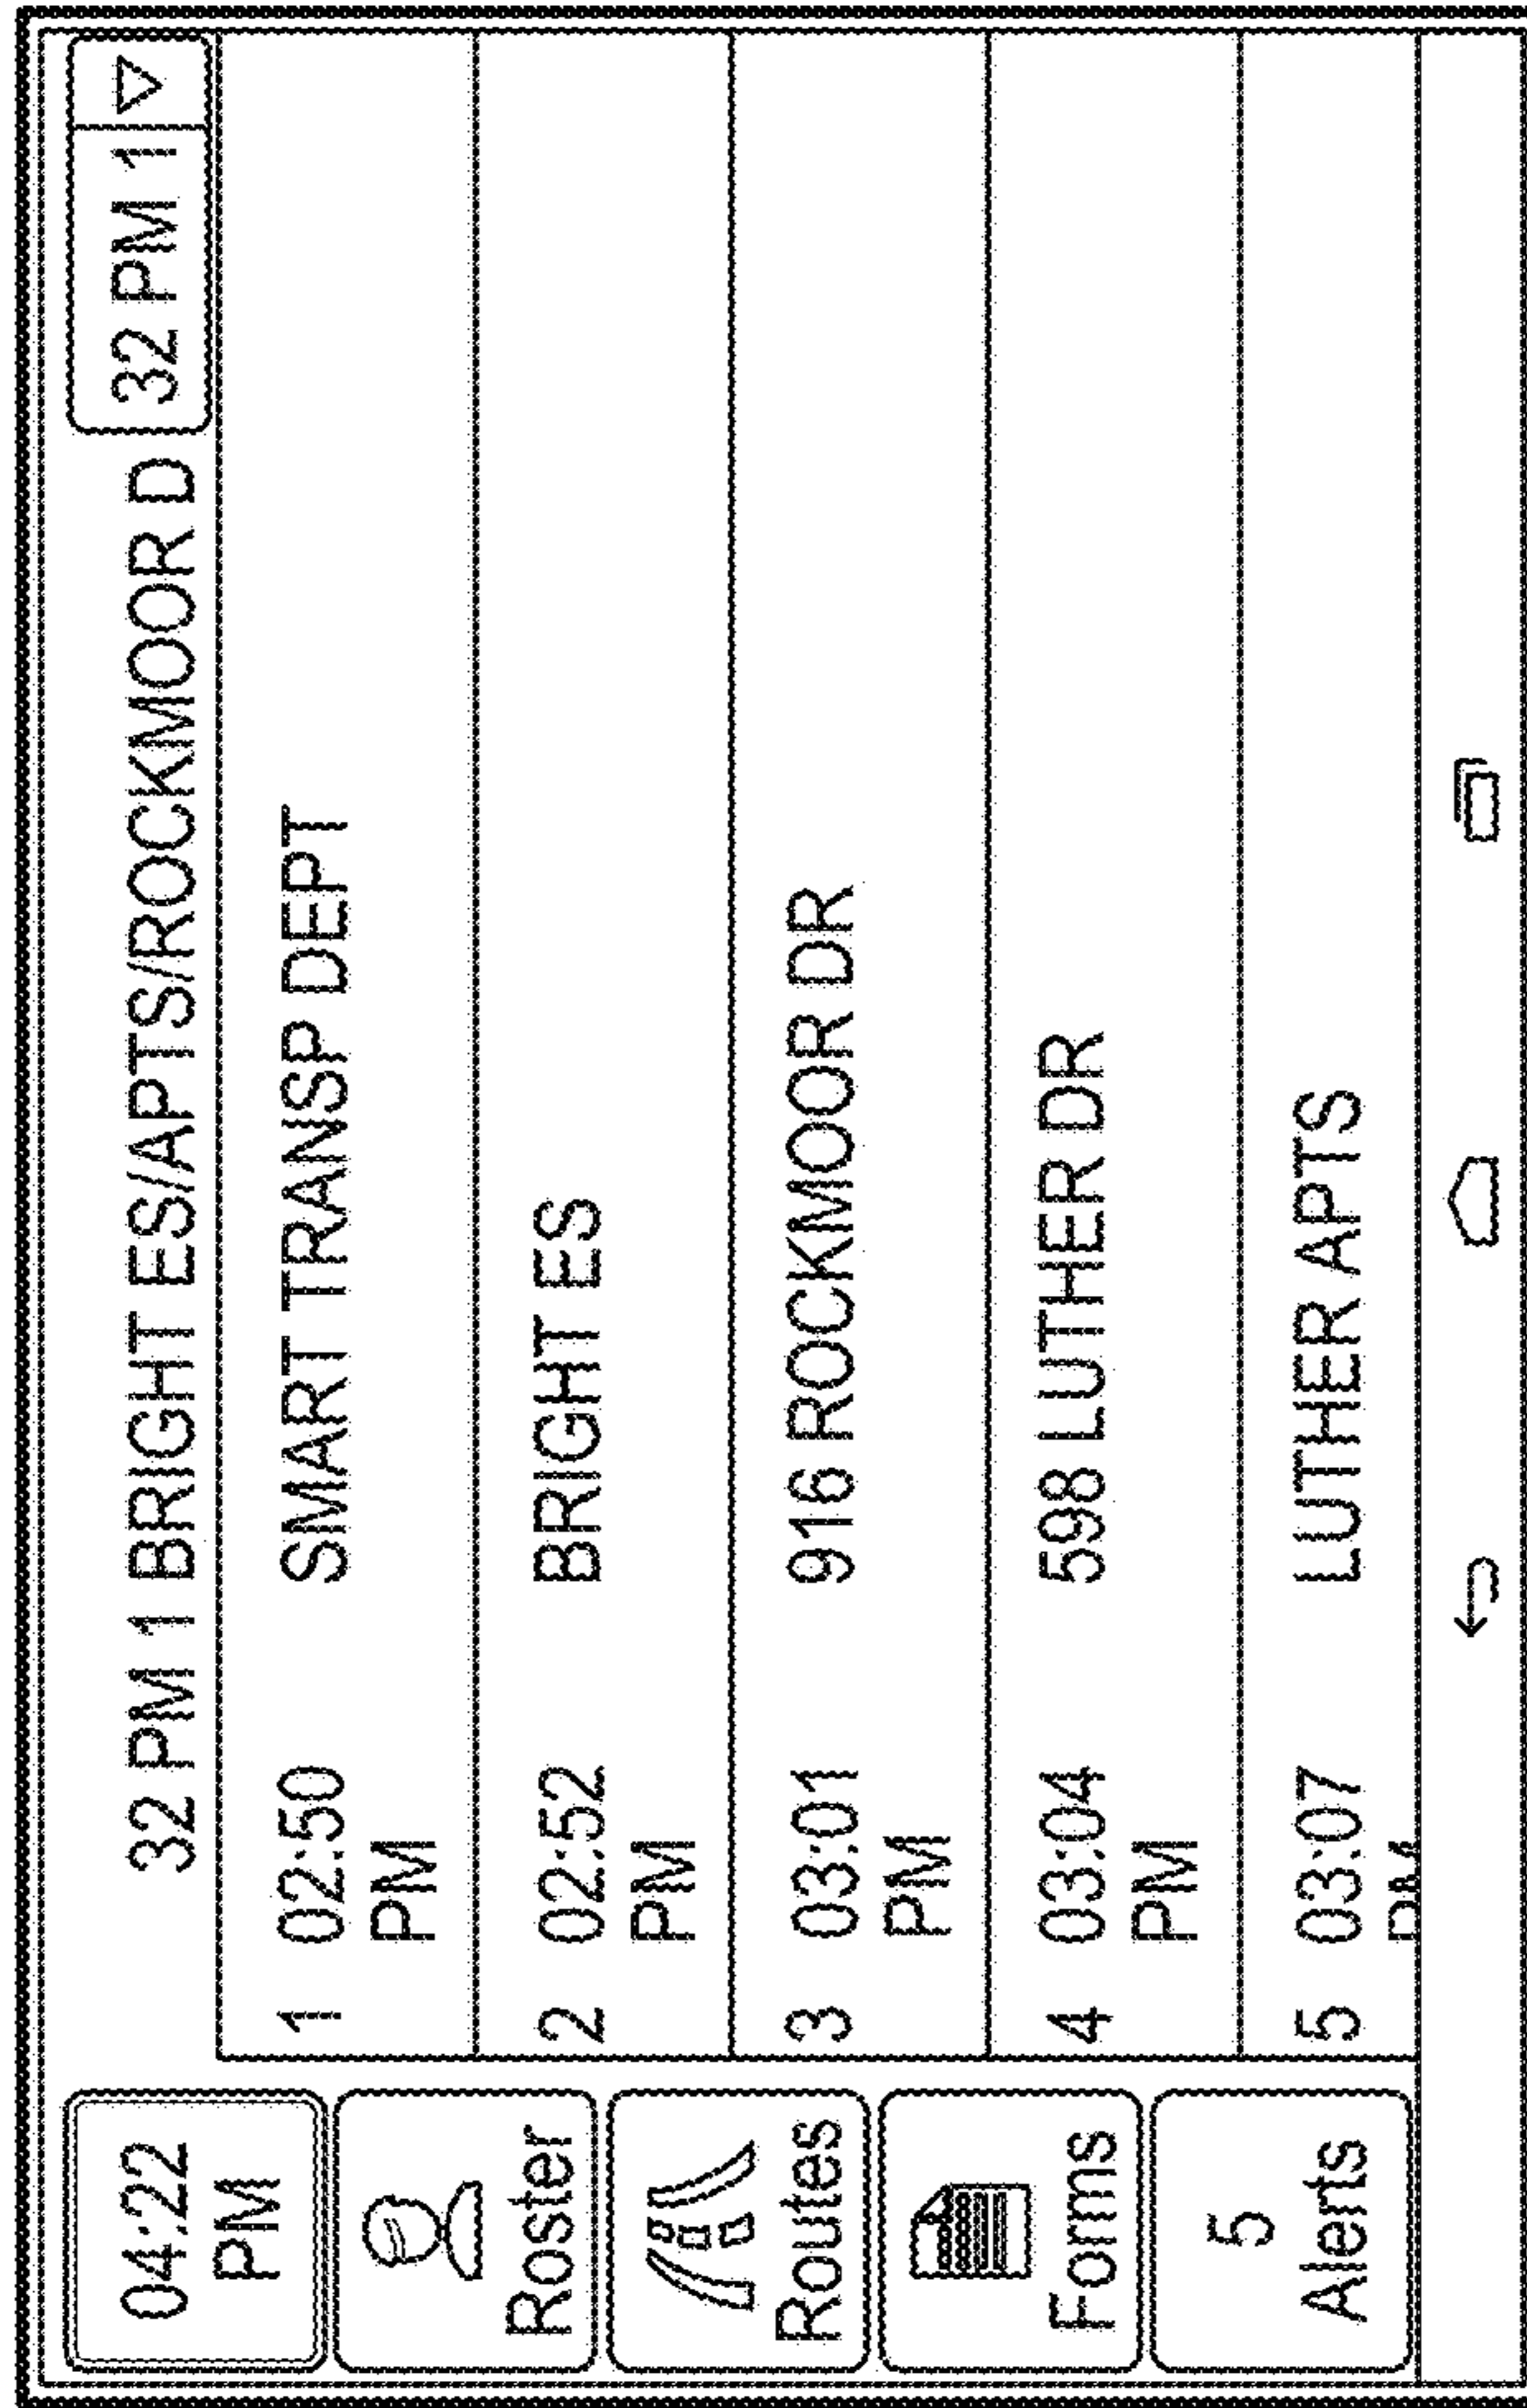 04:22
PM
Roster
Routes
Forms
5
Alerts
32 PM 1 BRIGHT ES/APTS/ROCKMOOR D
32 PM 1
1 02:50 SMART TRANSP DEPT
PM
2 02:52 BRIGHT ES
PM
3 03:01 916 ROCKMOOR DR
PM
4 03:04 598 LUTHER DR
PM
5 03:07 LUTHER APTS
PM